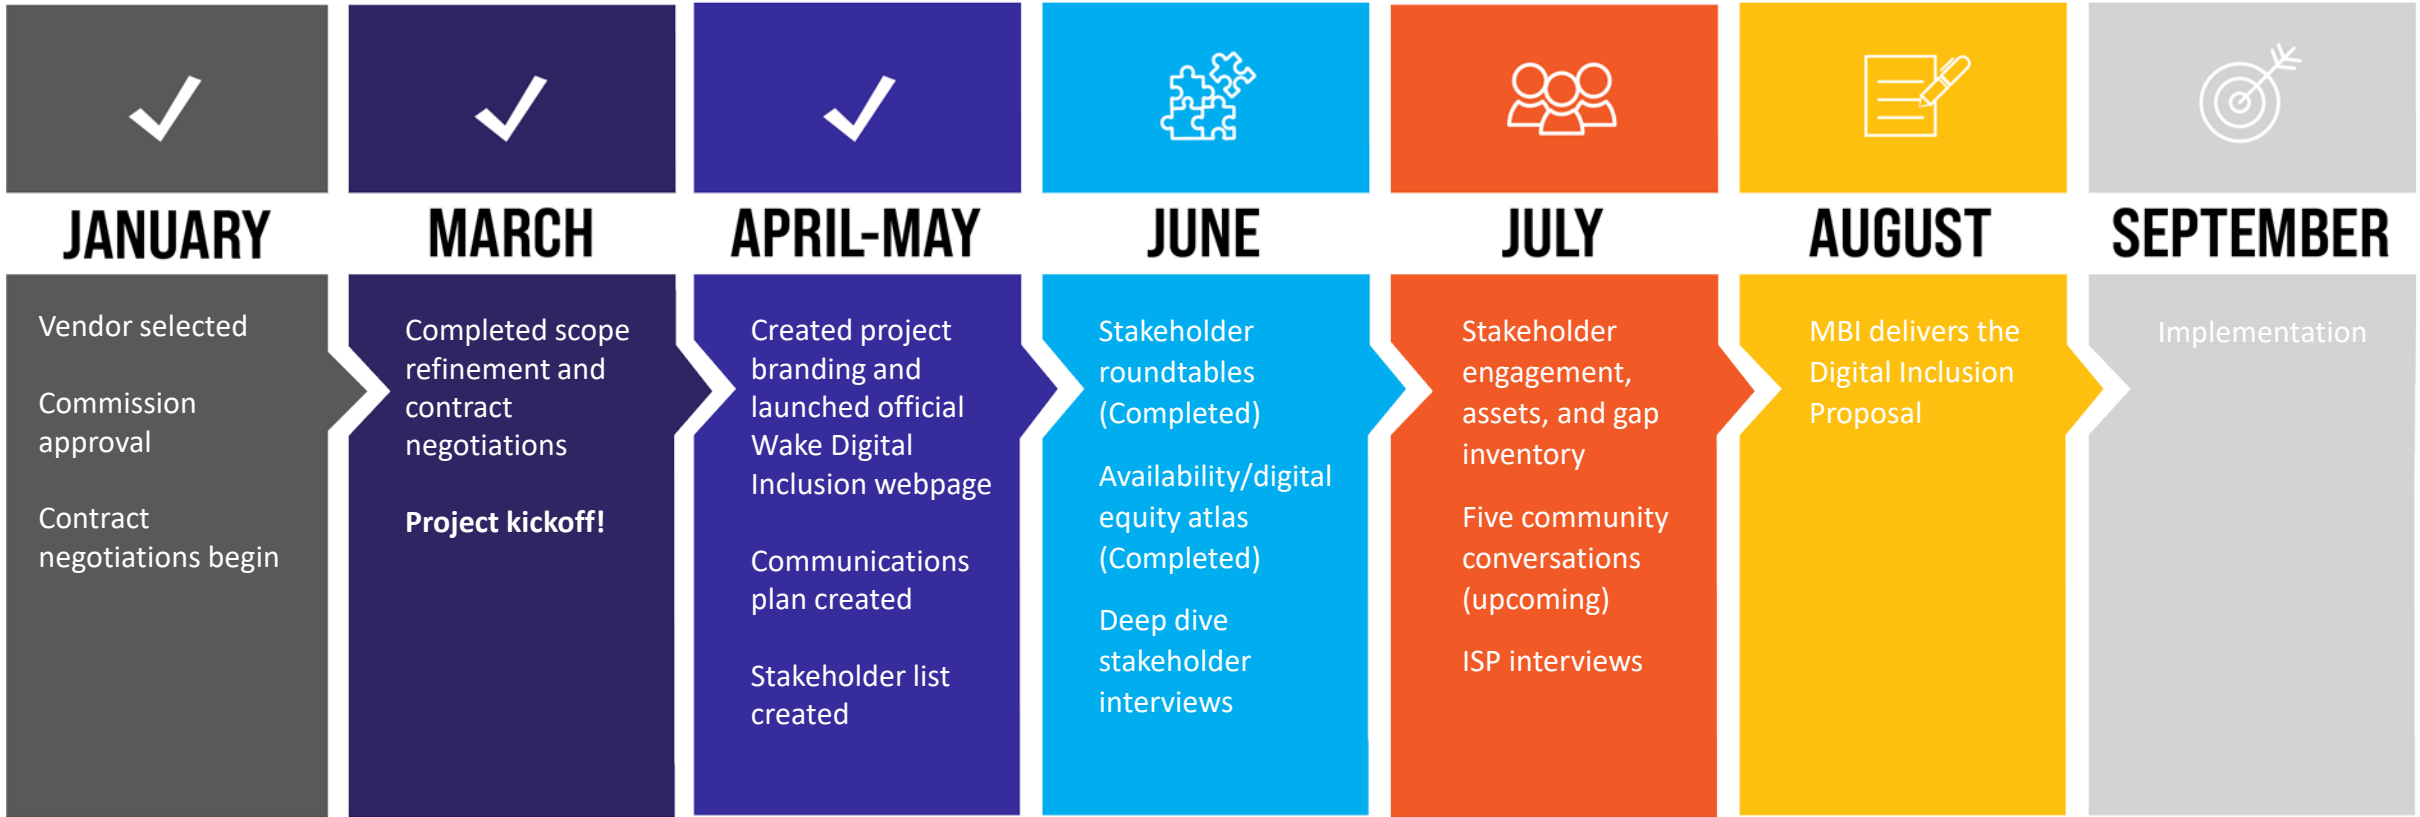 JANUARY
Vendor selected
Commission
approval
Contract
negotiations begin
MARCH
Completed scope
refinement and
contract
negotiations
Project kickoff!
APRIL-MAY
Created project
branding and
launched official
Wake Digital
Inclusion webpage
Communications
plan created
Stakeholder list
created
JUNE
Stakeholder
roundtables
(Completed)
Availability/digital
equity atlas
(Completed)
Deep dive
stakeholder
interviews
JULY
Stakeholder
engagement,
assets, and gap
inventory
Five community
conversations
(upcoming)
ISP interviews
AUGUST
MBI delivers the
Digital Inclusion
Proposal
SEPTEMBER
Implementation